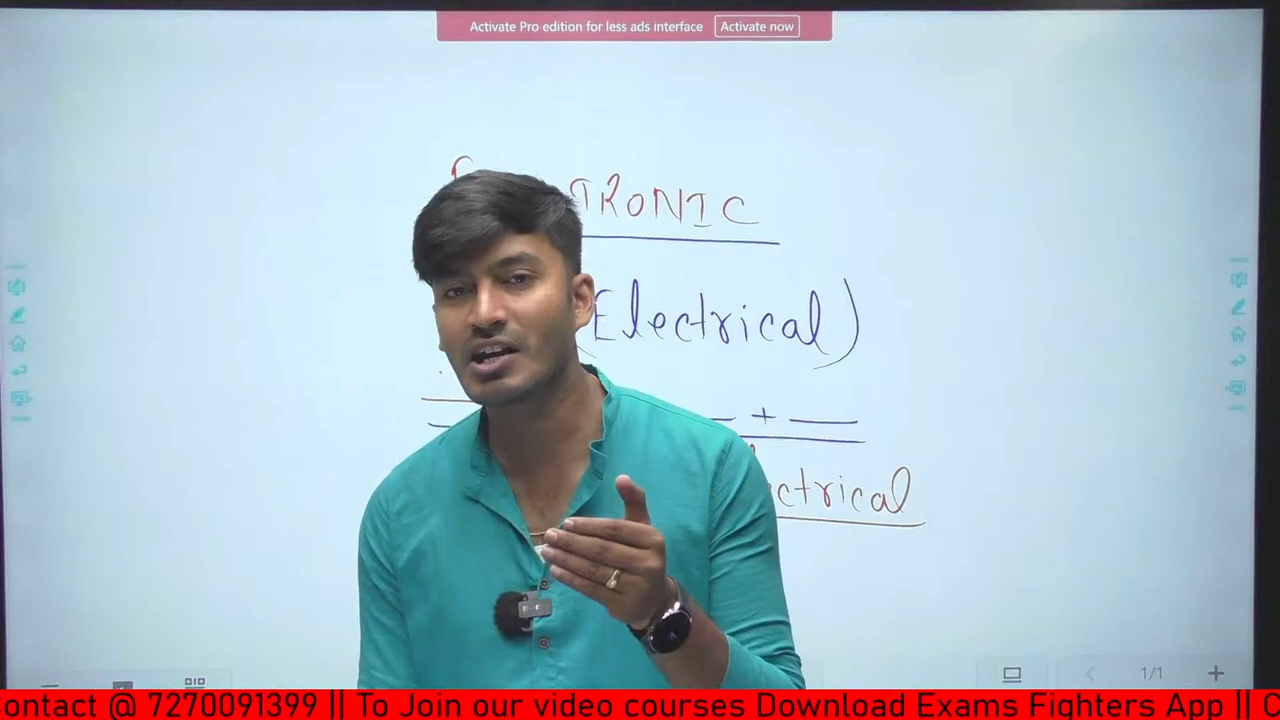 Activate Pro edition for less ads interface Activate now
TRONIC
(Electrical)
+
ctrical
1/1 +
ontact @ 7270091399 || To Join our video courses Download Exams Fighters App || C